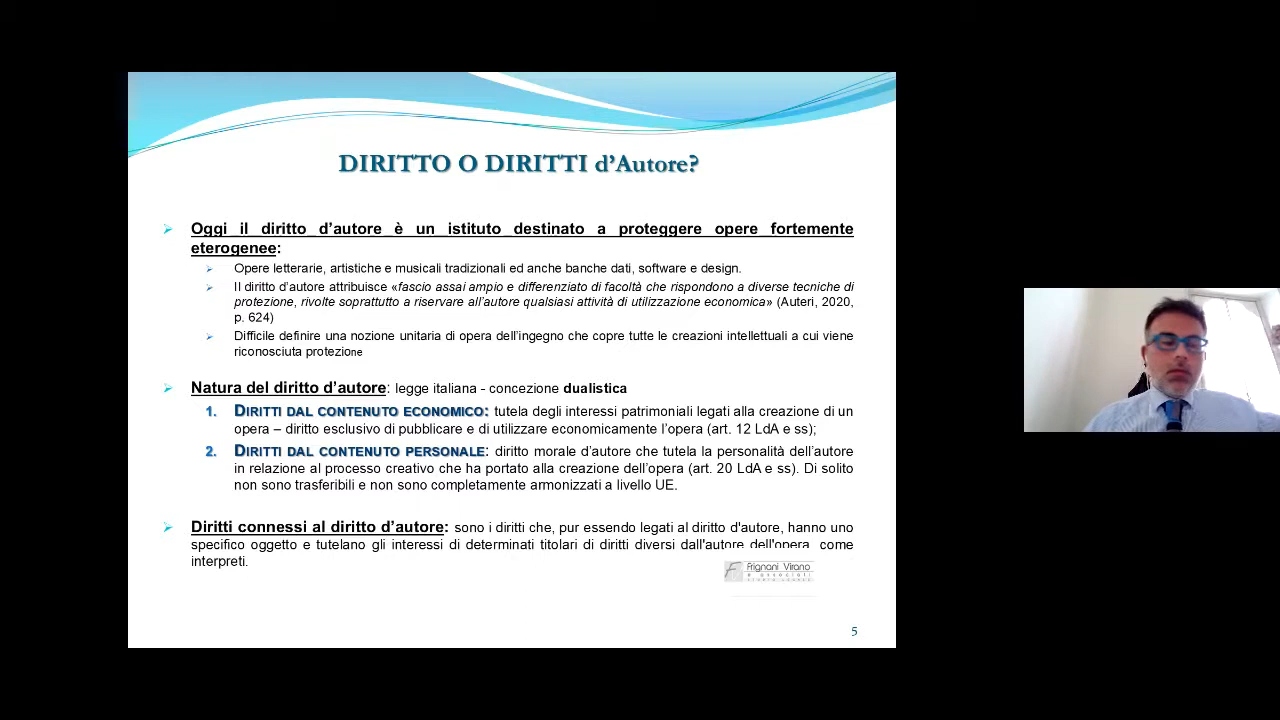 DIRITTO O DIRITTI d'Autore?
Oggi il diritto d'autore è un istituto destinato a proteggere opere fortemente
eterogenee:
Opere letterarie, artistiche e musicali tradizionali ed anche banche dati, software e design.
Il diritto d'autore attribuisce «fascio assai ampio e differenziato di facoltà che rispondono a diverse tecniche di
protezione, rivolte soprattutto a riservare all'autore qualsiasi attività di utilizzazione economica» (Auteri, 2020,
p. 624)
Difficile definire una nozione unitaria di opera dell'ingegno che copre tutte le creazioni intellettuali a cui viene
riconosciuta protezione
Natura del diritto d'autore: legge italiana - concezione dualistica
1. DIRITTI DAL CONTENUTO ECONOMICO: tutela degli interessi patrimoniali legati alla creazione di un
opera – diritto esclusivo di pubblicare e di utilizzare economicamente l'opera (art. 12 LdA e ss);
2. DIRITTI DAL CONTENUTO PERSONALE: diritto morale d'autore che tutela la personalità dell'autore
in relazione al processo creativo che ha portato alla creazione dell'opera (art. 20 LdA e ss). Di solito
non sono trasferibili e non sono completamente armonizzati a livello UE.
Diritti connessi al diritto d'autore: sono i diritti che, pur essendo legati al diritto d'autore, hanno uno
specifico oggetto e tutelano gli interessi di determinati titolari di diritti diversi dall'autore dell'opera, come
interpreti.
Frignani Virano
e associati
studio legale
5